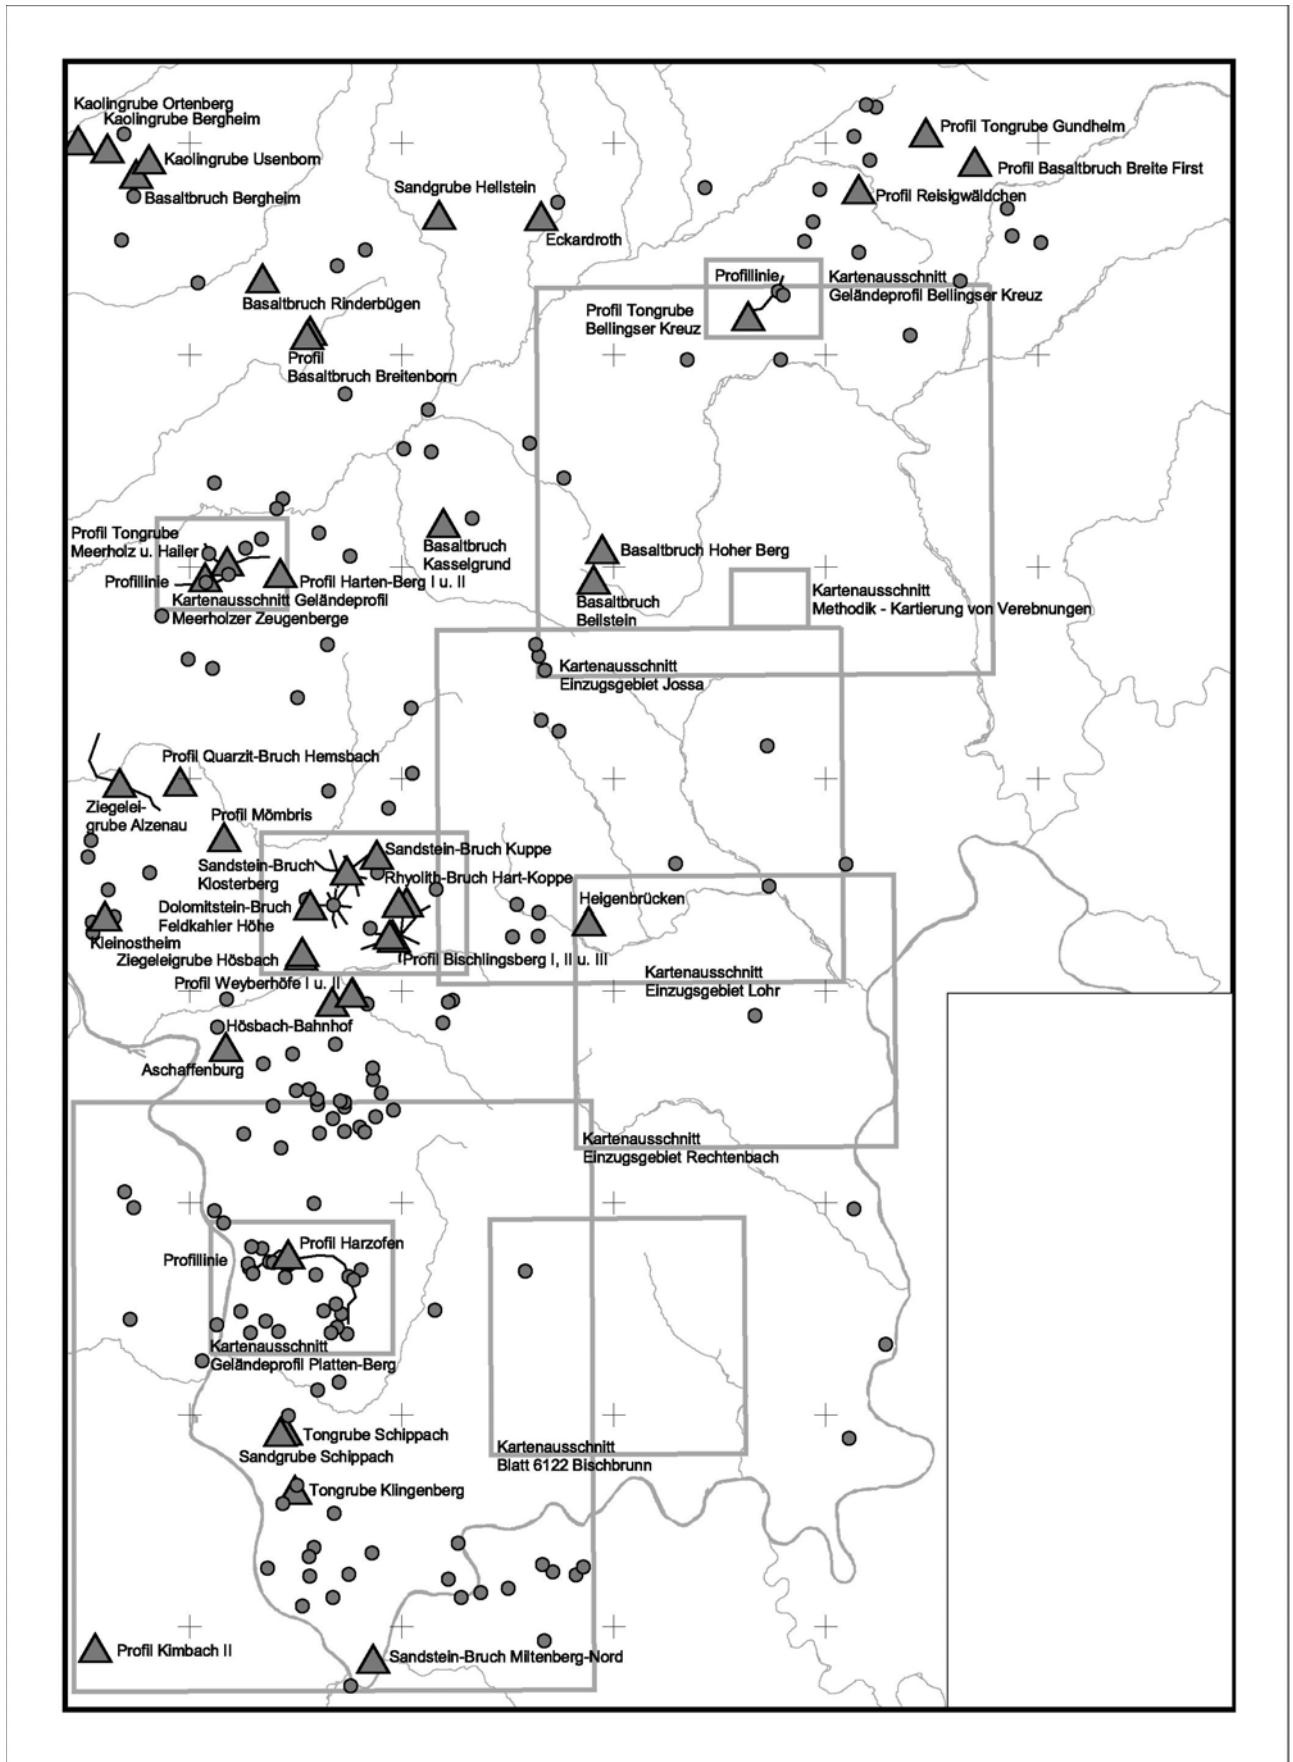 Kaolingrube Ortenberg
Kaolingrube Bergheim
Profil Tongrube Gundhelm
Kaolingrube Usenborn
Profil Basaltbruch Breite First
Sandgrube Hellstein
Basaltbruch Bergheim
Profil Reisigwäldchen
Eckardroth
Profillinie
Kartenausschnitt
Geländeprofil Bellingser Kreuz
Basaltbruch Rinderbügen
Profil Tongrube
Bellingser Kreuz
Profil
Basaltbruch Breitenborn
Profil Tongrube
Meerholz u. Hailer
Basaltbruch
Kasselgrund
Basaltbruch Hoher Berg
Profillinie
Profil Harten-Berg I u. II
Kartenausschnitt
Methodik - Kartierung von Verebnungen
Kartenausschnitt Geländeprofil
Meerholzer Zeugenberge
Basaltbruch
Beilstein
Kartenausschnitt
Einzugsgebiet Jossa
Profil Quarzit-Bruch Hemsbach
Ziegelei-
grube Alzenau
Profil Mömbris
Sandstein-Bruch Kuppe
Sandstein-Bruch
Klosterberg
Rhyolith-Bruch Hart-Koppe
Heigenbrücken
Dolomitstein-Bruch
Feldkahler Höhe
Kleinostheim
Ziegeleigrube Hösbach
Profil Bischlingsberg I, II u. III
Kartenausschnitt
Einzugsgebiet Lohr
Profil Weyberhöfe I u. II
Hösbach-Bahnhof
Aschaffenburg
Kartenausschnitt
Einzugsgebiet Rechtenbach
Profil Harzofen
Profillinie
Kartenausschnitt
Geländeprofil Platten-Berg
Tongrube Schippach
Sandgrube Schippach
Kartenausschnitt
Blatt 6122 Bischbrunn
Tongrube Klingenberg
Profil Kimbach II
Sandstein-Bruch Miltenberg-Nord